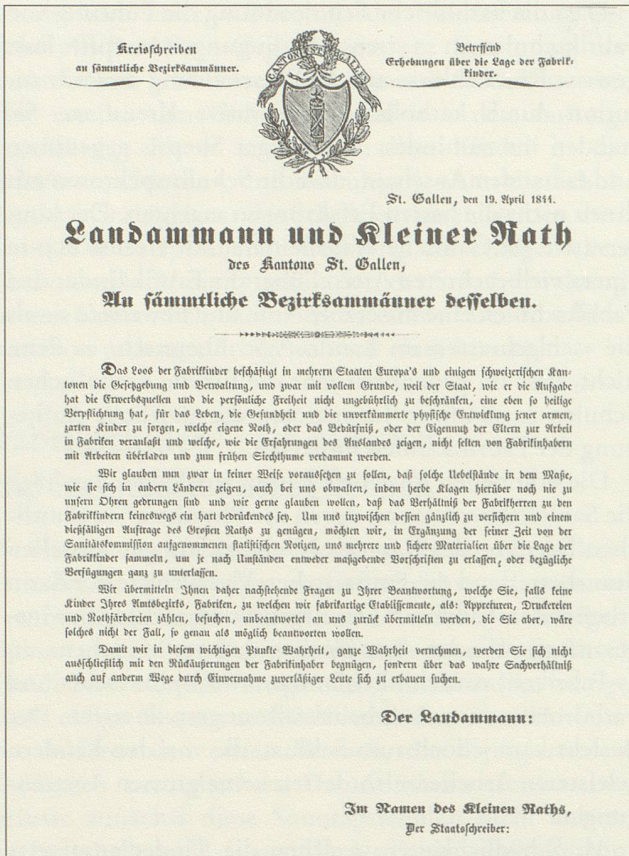 Kreisschreiben
an sämmtliche Bezirksammänner.
Betreffend
Erhebungen über die Lage der Fabrik-
kinder.
CANTON ST. GALLEN
St. Gallen, den 19. April 1844.
Landammann und Kleiner Rath
des Kantons St. Gallen,
An sämmtliche Bezirksammänner desselben.
Das Loos der Fabrikkinder beschäftigt in mehrern Staaten Europa's und einigen schweizerischen Kan-
tonen die Gesetzgebung und Verwaltung, und zwar mit vollem Grunde, weil der Staat, wie er die Aufgabe
hat die Erwerbsquellen und die persönliche Freiheit nicht ungebührlich zu beschränken, eine eben so heilige
Verpflichtung hat, für das Leben, die Gesundheit und die unverkümmerte physische Entwicklung jener armen,
zarten Kinder zu sorgen, welche eigene Noth, oder das Bedürfniß, oder der Eigennutz der Eltern zur Arbeit
in Fabriken veranlaßt und welche, wie die Erfahrungen des Auslandes zeigen, nicht selten von Fabrikinhabern
mit Arbeiten überladen und zum frühen Siechthume verdammt werden.
Wir glauben nun zwar in keiner Weise voraussetzen zu sollen, daß solche Uebelstände in dem Maße,
wie sie sich in andern Ländern zeigen, auch bei uns obwalten, indem herbe Klagen hierüber noch nie zu
unsern Ohren gedrungen sind und wir gerne glauben wollen, daß das Verhältniß der Fabrikherren zu den
Fabrikkindern keineswegs ein hart bedrückendes sey. Um uns inzwischen dessen gänzlich zu versichern und einem
dießfälligen Auftrage des Großen Raths zu genügen, möchten wir, in Ergänzung der seiner Zeit von der
Sanitätskommission aufgenommenen statistischen Notizen, uns mehrere und sichere Materialien über die Lage der
Fabrikkinder sammeln, um je nach Umständen entweder maßgebende Vorschriften zu erlassen, oder bezügliche
Verfügungen ganz zu unterlassen.
Wir übermitteln Ihnen daher nachstehende Fragen zu Ihrer Beantwortung, welche Sie, falls keine
Kinder Ihres Amtsbezirks, Fabriken, zu welchen wir fabrikartige Etablissemente, als: Appreturen, Druckereien
und Rothfärbereien zählen, besuchen, unbeantwortet an uns zurück übermitteln werden, die Sie aber, wäre
solches nicht der Fall, so genau als möglich beantworten wollen.
Damit wir in diesem wichtigen Punkte Wahrheit, ganze Wahrheit vernehmen, werden Sie sich nicht
ausschließlich mit den Rückäußerungen der Fabrikinhaber begnügen, sondern über das wahre Sachverhältniß
auch auf anderm Wege durch Einvernahme zuverlässiger Leute sich zu erbauen suchen.
Der Landammann:
Im Namen des Kleinen Raths,
Der Staatsschreiber: